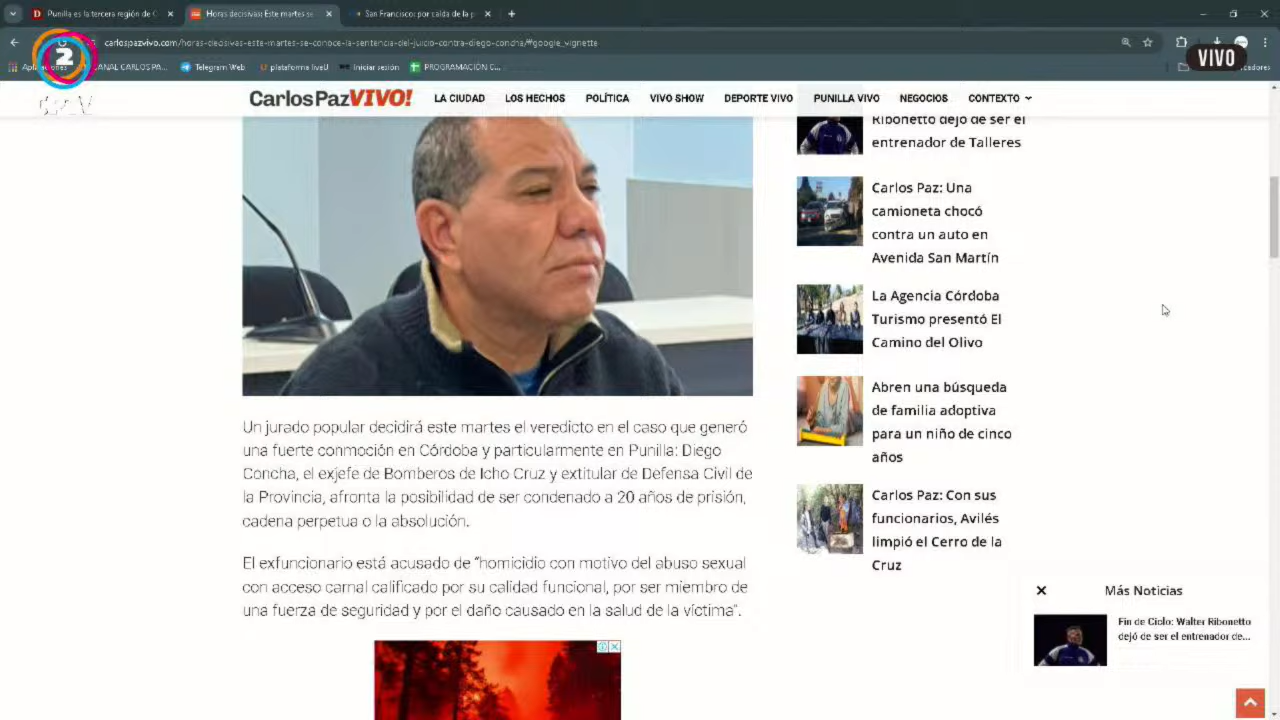 Punilla es la tercera región de C
Horas decisivas: Este martes se
San Francisco: por caída de la p
carlospazvivo.com/horas-decisivas-este-martes-se-conoce-la-sentencia-del-juicio-contra-diego-concha/#google_vignette
CANAL CARLOSPA...
Telegram Web
plataforma liveU
Iniciar sesión
PROGRAMACIÓN C...
2
VIVO
CarlosPazVIVO!
LA CIUDAD
LOS HECHOS
POLÍTICA
VIVO SHOW
DEPORTE VIVO
PUNILLA VIVO
NEGOCIOS
CONTEXTO
Un jurado popular decidirá este martes el veredicto en el caso que generó
una fuerte conmoción en Córdoba y particularmente en Punilla: Diego
Concha, el exjefe de Bomberos de Icho Cruz y extitular de Defensa Civil de
la Provincia, afronta la posibilidad de ser condenado a 20 años de prisión,
cadena perpetua o la absolución.
El exfuncionario está acusado de “homicidio con motivo del abuso sexual
con acceso carnal calificado por su calidad funcional, por ser miembro de
una fuerza de seguridad y por el daño causado en la salud de la víctima”.
Ribonetto dejó de ser el
entrenador de Talleres
Carlos Paz: Una
camioneta chocó
contra un auto en
Avenida San Martín
La Agencia Córdoba
Turismo presentó El
Camino del Olivo
Abren una búsqueda
de familia adoptiva
para un niño de cinco
años
Carlos Paz: Con sus
funcionarios, Avilés
limpió el Cerro de la
Cruz
Más Noticias
Fin de Ciclo: Walter Ribonetto
dejó de ser el entrenador de...